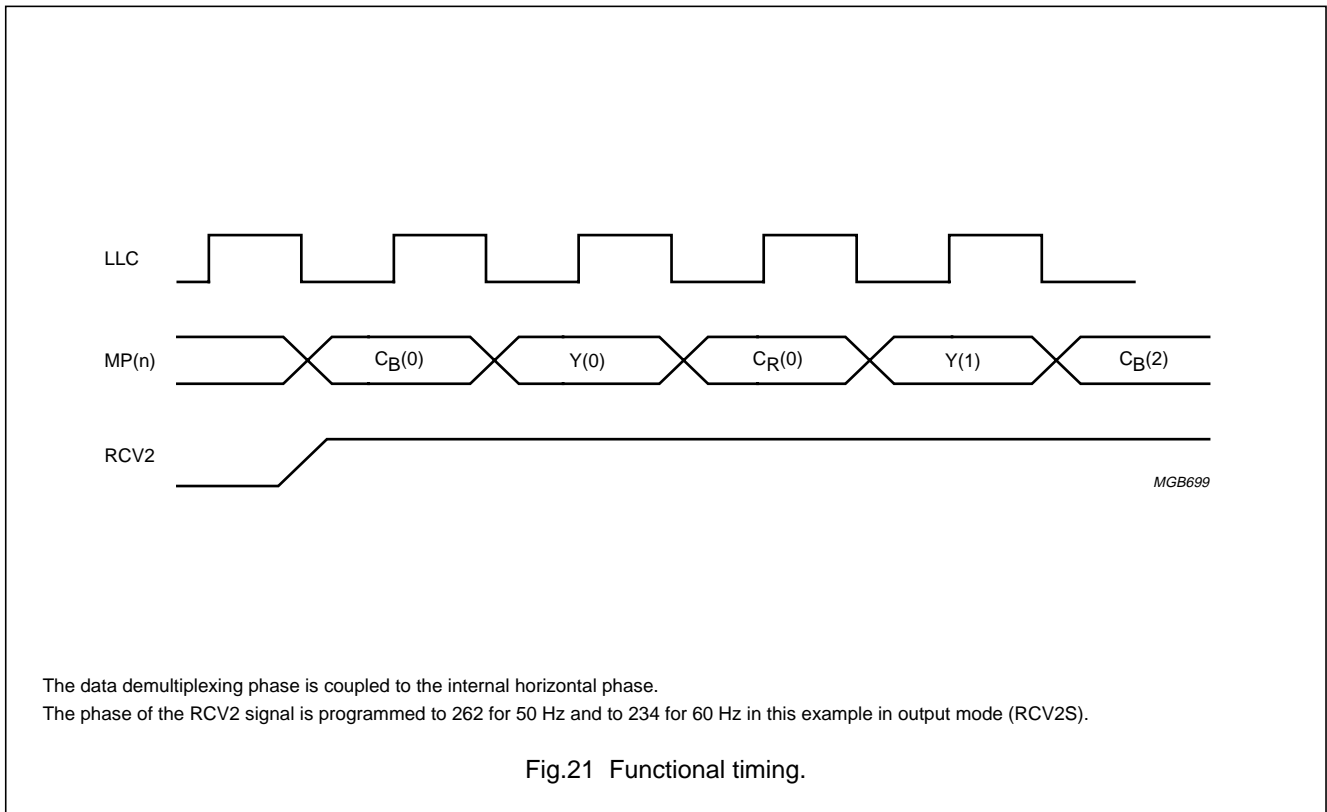 LLC
MP(n) CB(0) Y(0) CR(0) Y(1) CB(2)
RCV2
MGB699
The data demultiplexing phase is coupled to the internal horizontal phase.
The phase of the RCV2 signal is programmed to 262 for 50 Hz and to 234 for 60 Hz in this example in output mode (RCV2S).
Fig.21 Functional timing.